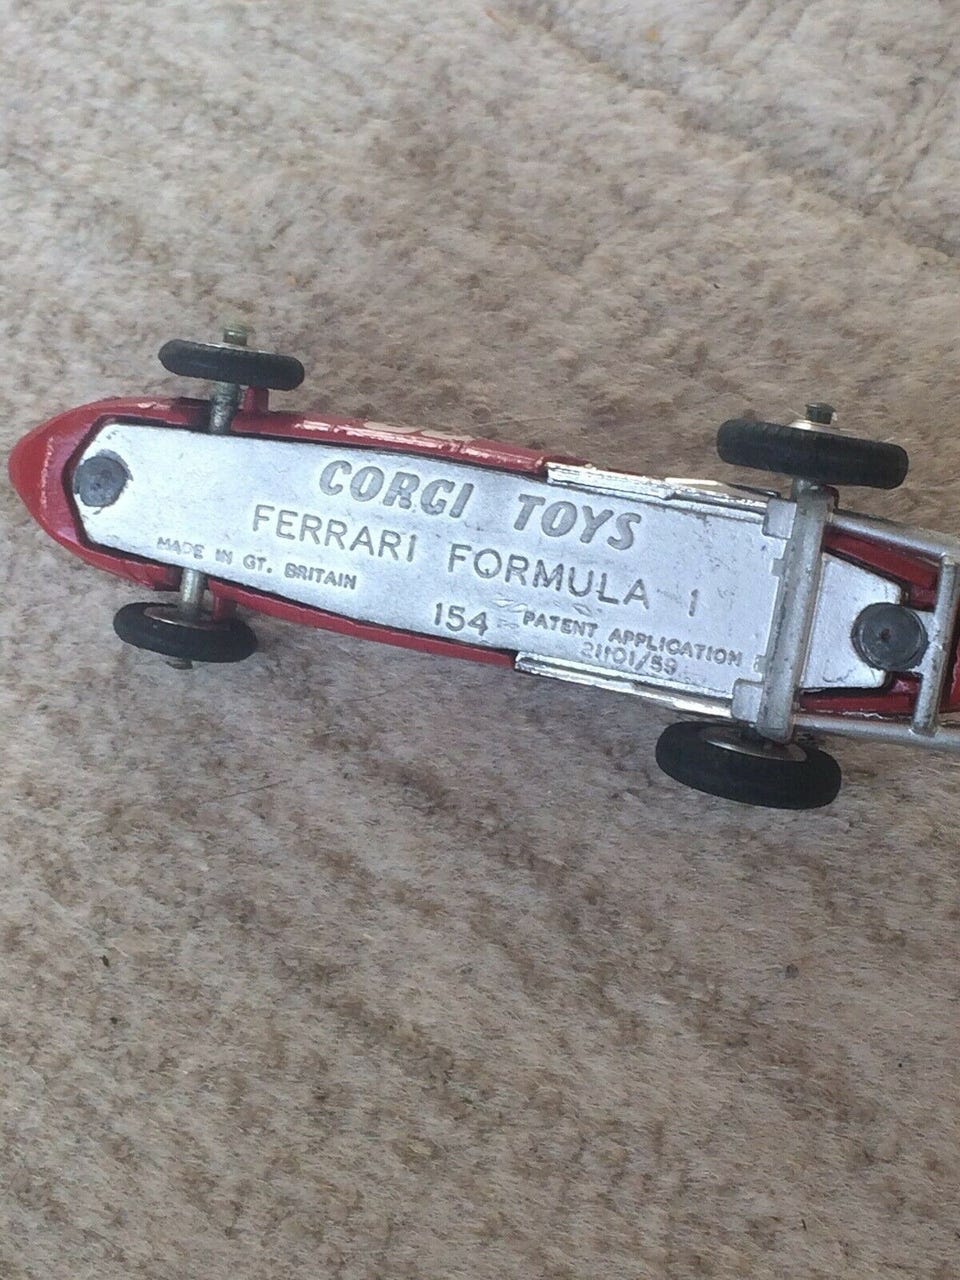 CORGI TOYS
FERRARI FORMULA 1
MADE IN GT. BRITAIN
154
PATENT APPLICATION
21101/59